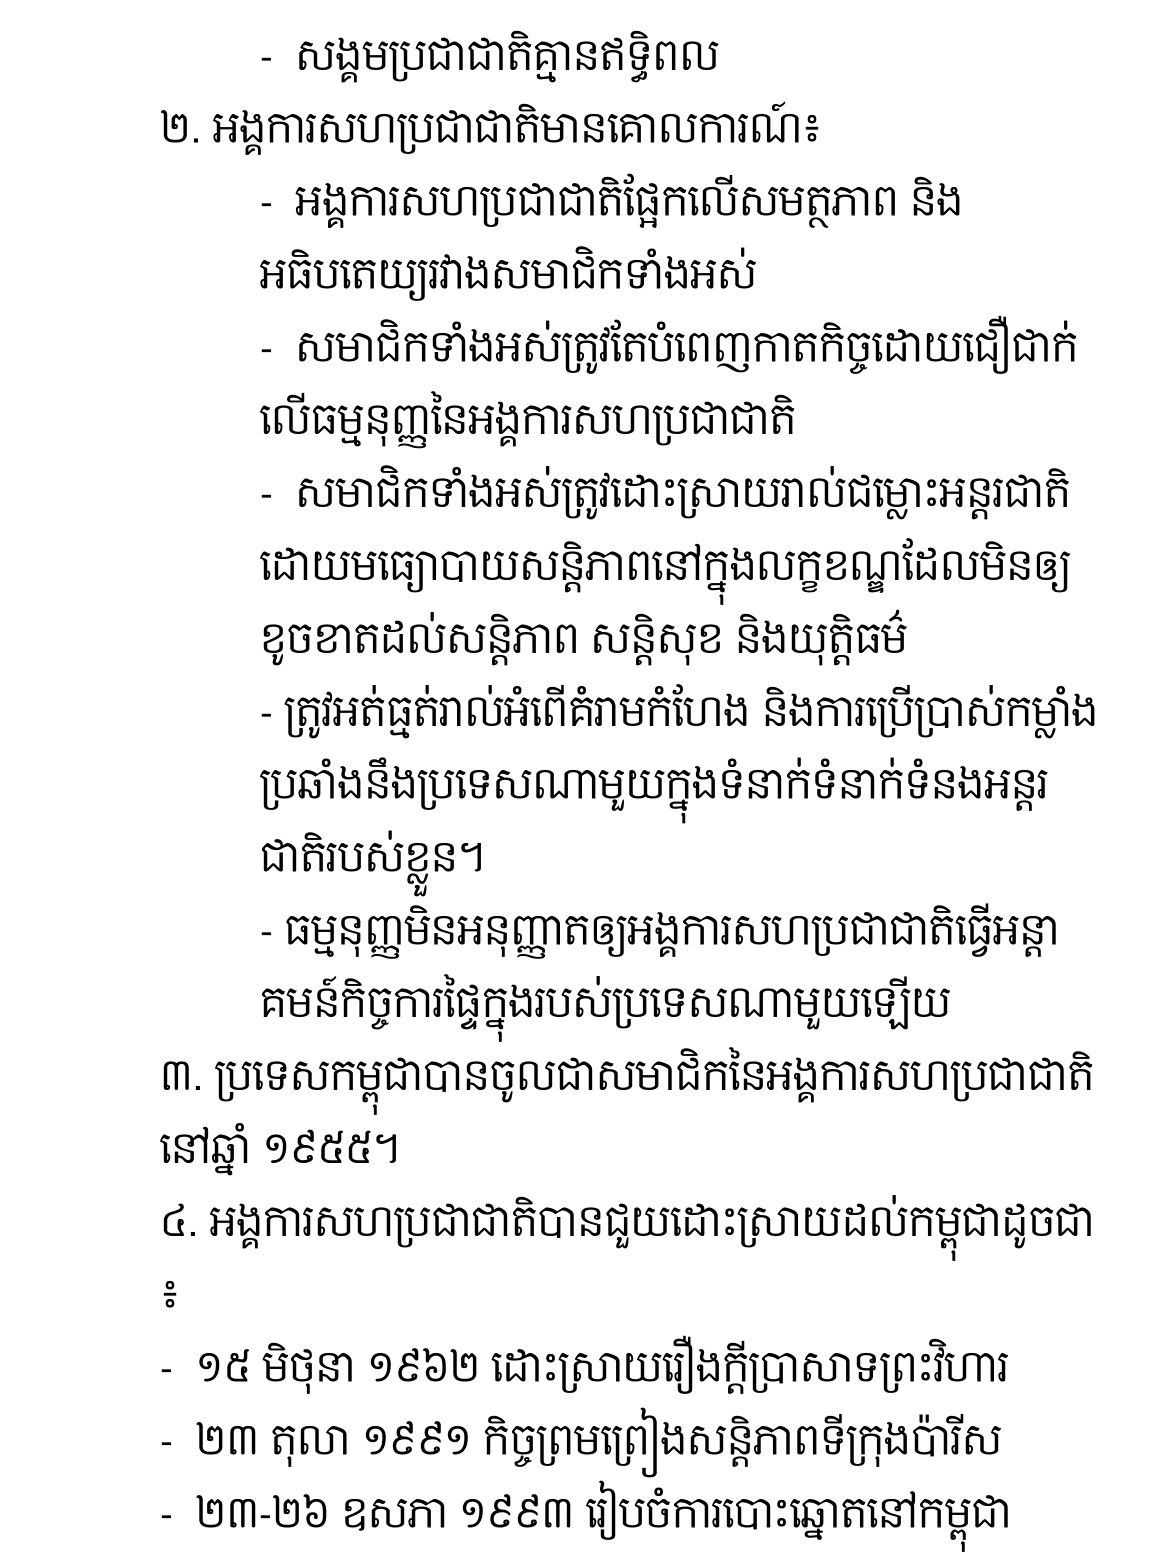 - សង្គមប្រជាជាតិគ្មានឥទ្ធិពល
២. អង្គការសហប្រជាជាតិមានគោលការណ៍៖
- អង្គការសហប្រជាជាតិផ្អែកលើសមត្ថភាព និង
អធិបតេយ្យរវាងសមាជិកទាំងអស់
- សមាជិកទាំងអស់ត្រូវតែបំពេញកាតកិច្ចដោយជឿជាក់
លើធម្មនុញ្ញនៃអង្គការសហប្រជាជាតិ
- សមាជិកទាំងអស់ត្រូវដោះស្រាយរាល់ជម្លោះអន្តរជាតិ
ដោយមធ្យោបាយសន្តិភាពនៅក្នុងលក្ខខណ្ឌដែលមិនឲ្យ
ខូចខាតដល់សន្តិភាព សន្តិសុខ និងយុត្តិធម៌
- ត្រូវអត់ធ្មត់រាល់អំពើគំរាមកំហែង និងការប្រើប្រាស់កម្លាំង
ប្រឆាំងនឹងប្រទេសណាមួយក្នុងទំនាក់ទំនាក់ទំនងអន្តរ
ជាតិរបស់ខ្លួន។
- ធម្មនុញ្ញមិនអនុញ្ញាតឲ្យអង្គការសហប្រជាជាតិធ្វើអន្តា
គមន៍កិច្ចការផ្ទៃក្នុងរបស់ប្រទេសណាមួយឡើយ
៣. ប្រទេសកម្ពុជាបានចូលជាសមាជិកនៃអង្គការសហប្រជាជាតិ
នៅឆ្នាំ ១៩៥៥។
៤. អង្គការសហប្រជាជាតិបានជួយដោះស្រាយដល់កម្ពុជាដូចជា
៖
- ១៥ មិថុនា ១៩៦២ ដោះស្រាយរឿងក្តីប្រាសាទព្រះវិហារ
- ២៣ តុលា ១៩៩១ កិច្ចព្រមព្រៀងសន្តិភាពទីក្រុងប៉ារីស
- ២៣-២៦ ឧសភា ១៩៩៣ រៀបចំការបោះឆ្នោតនៅកម្ពុជា